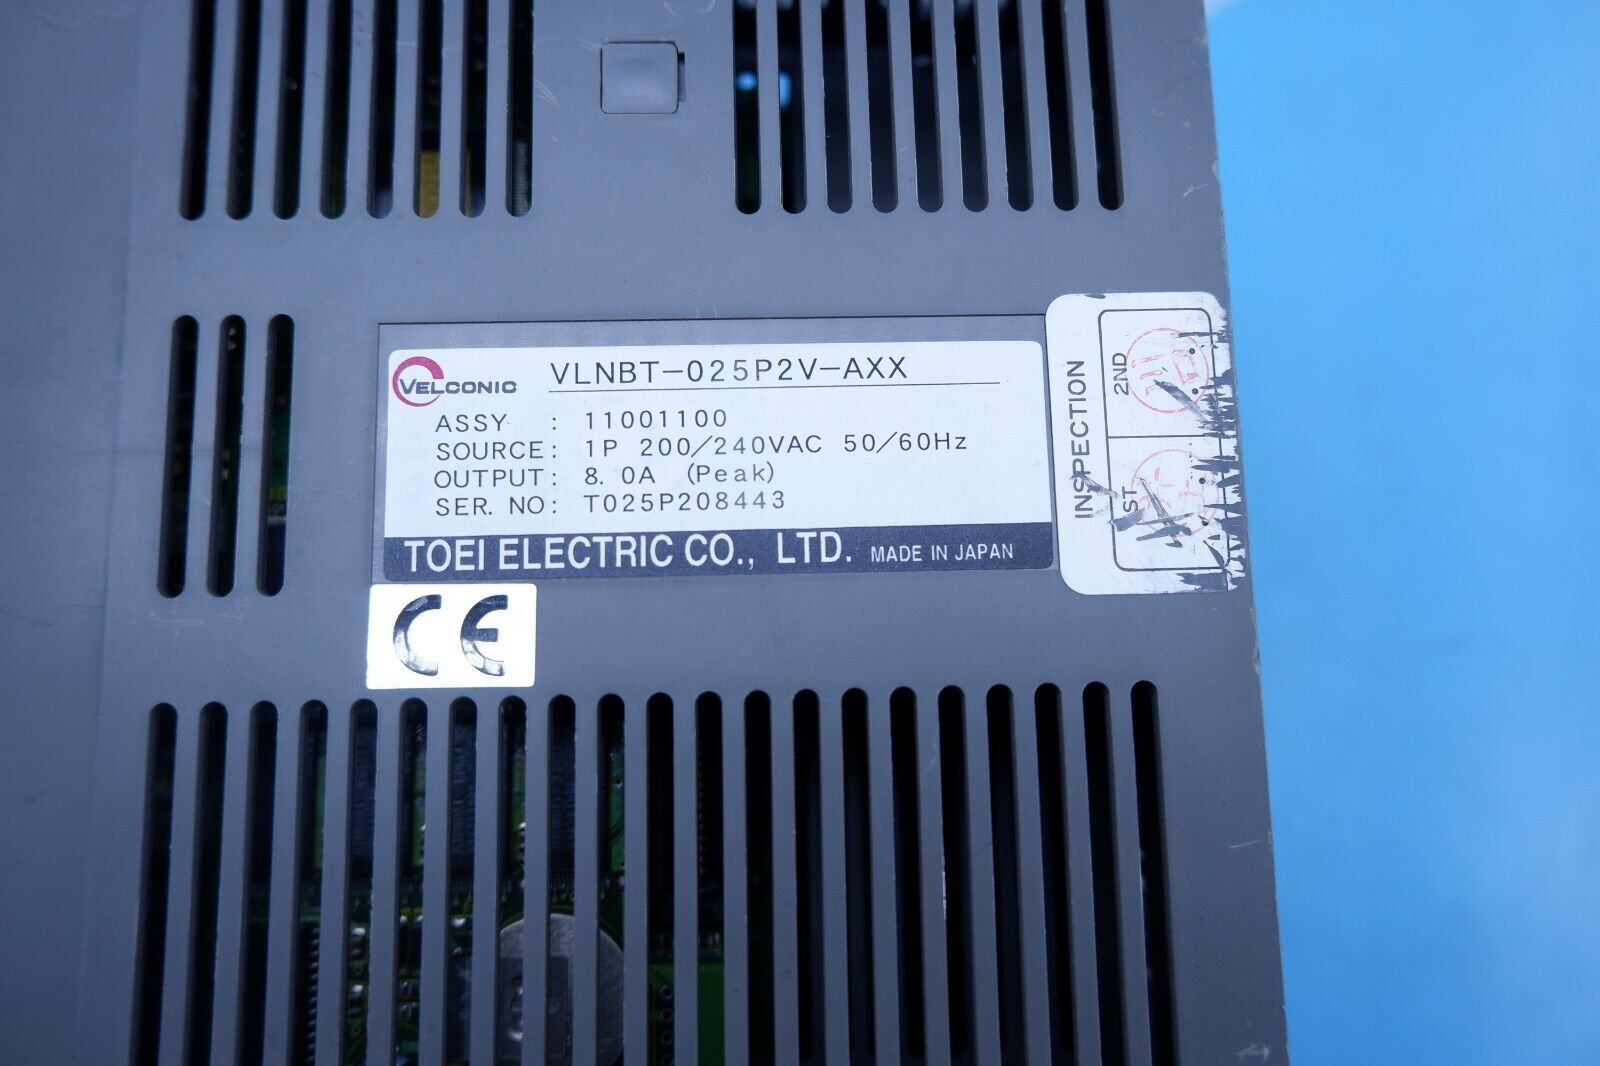 VELCONIC VLNBT-025P2V-AXX
ASSY : 11001100
SOURCE: 1P 200/240VAC 50/60Hz
OUTPUT: 8.0A (Peak)
SER. NO: T025P208443
TOEI ELECTRIC CO., LTD. MADE IN JAPAN
CE
INSPECTION
2ND
ST